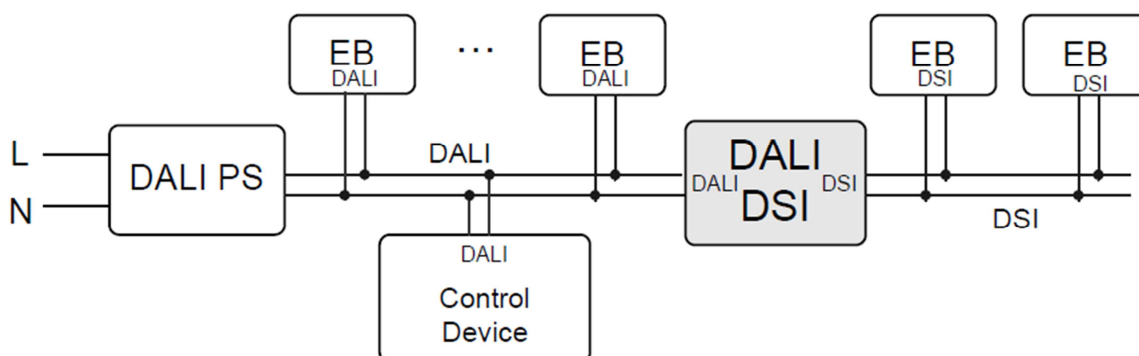 EB
DALI
...
EB
DALI
EB
DSI
EB
DSI
L
N
DALI PS
DALI
DALI
DALI
DSI
DSI
DSI
DALI
Control
Device